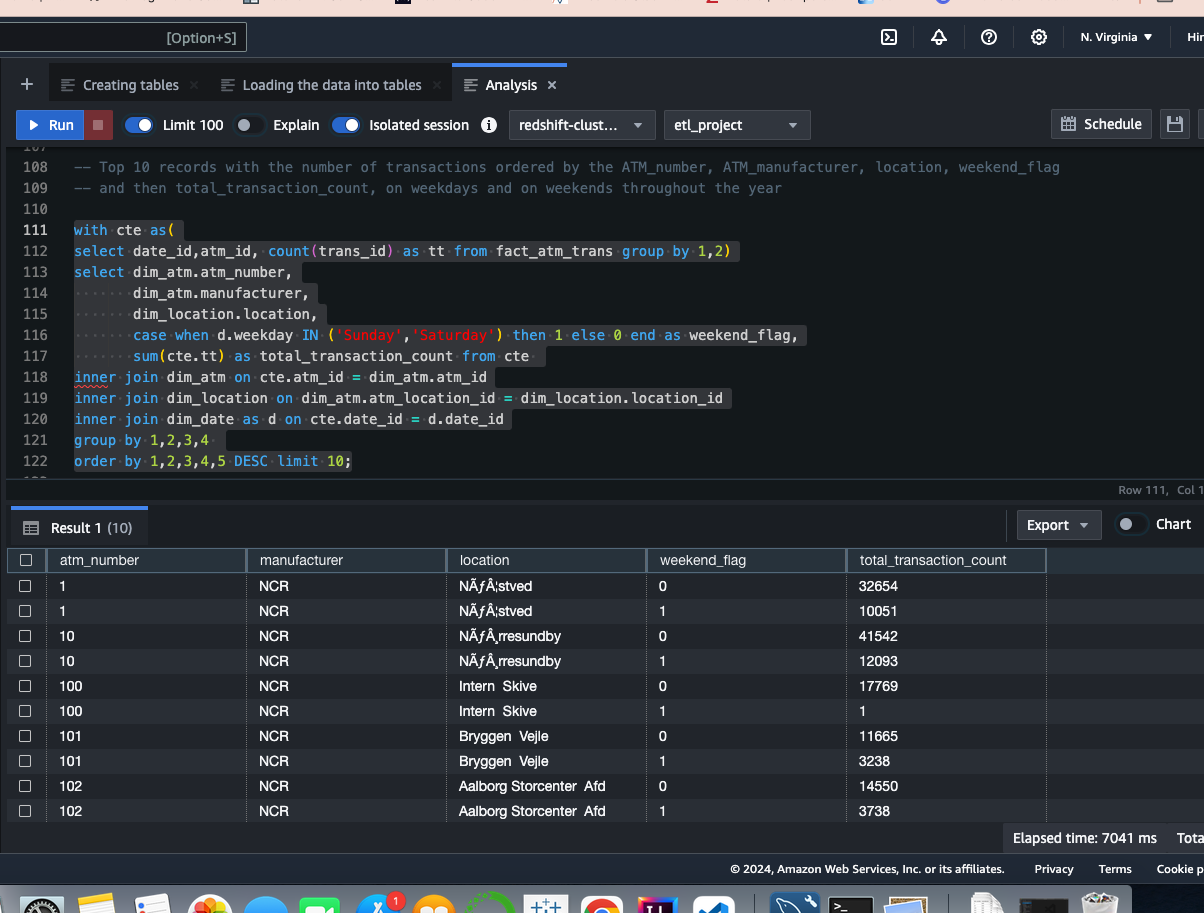 [Option+S]
N. Virginia
Hir
Creating tables
Loading the data into tables
Analysis
Run
Limit 100
Explain
Isolated session
redshift-clust...
etl_project
Schedule
107
108 -- Top 10 records with the number of transactions ordered by the ATM_number, ATM_manufacturer, location, weekend_flag
109 -- and then total_transaction_count, on weekdays and on weekends throughout the year
110
111 with cte as(
112 select date_id,atm_id, count(trans_id) as tt from fact_atm_trans group by 1,2)
113 select dim_atm.atm_number,
114 dim_atm.manufacturer,
115 dim_location.location,
116 case when d.weekday IN ('Sunday','Saturday') then 1 else 0 end as weekend_flag,
117 sum(cte.tt) as total_transaction_count from cte
118 inner join dim_atm on cte.atm_id = dim_atm.atm_id
119 inner join dim_location on dim_atm.atm_location_id = dim_location.location_id
120 inner join dim_date as d on cte.date_id = d.date_id
121 group by 1,2,3,4
122 order by 1,2,3,4,5 DESC limit 10;
Row 111, Col 1
Result 1 (10)
Export
Chart
atm_number manufacturer location weekend_flag total_transaction_count
1 NCR NÃƒÂ¦stved 0 32654
1 NCR NÃƒÂ¦stved 1 10051
10 NCR NÃƒÂ¸rresundby 0 41542
10 NCR NÃƒÂ¸rresundby 1 12093
100 NCR Intern Skive 0 17769
100 NCR Intern Skive 1 1
101 NCR Bryggen Vejle 0 11665
101 NCR Bryggen Vejle 1 3238
102 NCR Aalborg Storcenter Afd 0 14550
102 NCR Aalborg Storcenter Afd 1 3738
Elapsed time: 7041 ms Tota
© 2024, Amazon Web Services, Inc. or its affiliates. Privacy Terms Cookie p
1